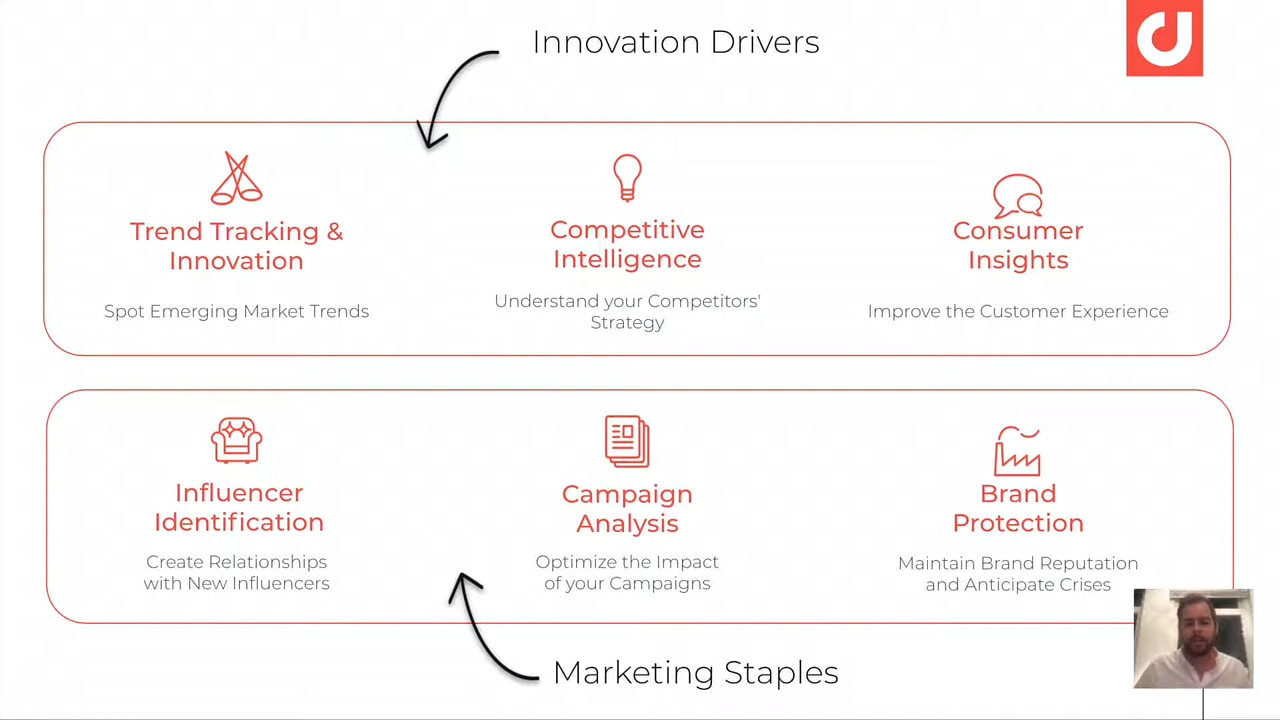 Innovation Drivers
Trend Tracking &
Innovation
Spot Emerging Market Trends
Competitive
Intelligence
Understand your Competitors'
Strategy
Consumer
Insights
Improve the Customer Experience
Influencer
Identification
Create Relationships
with New Influencers
Campaign
Analysis
Optimize the Impact
of your Campaigns
Brand
Protection
Maintain Brand Reputation
and Anticipate Crises
Marketing Staples